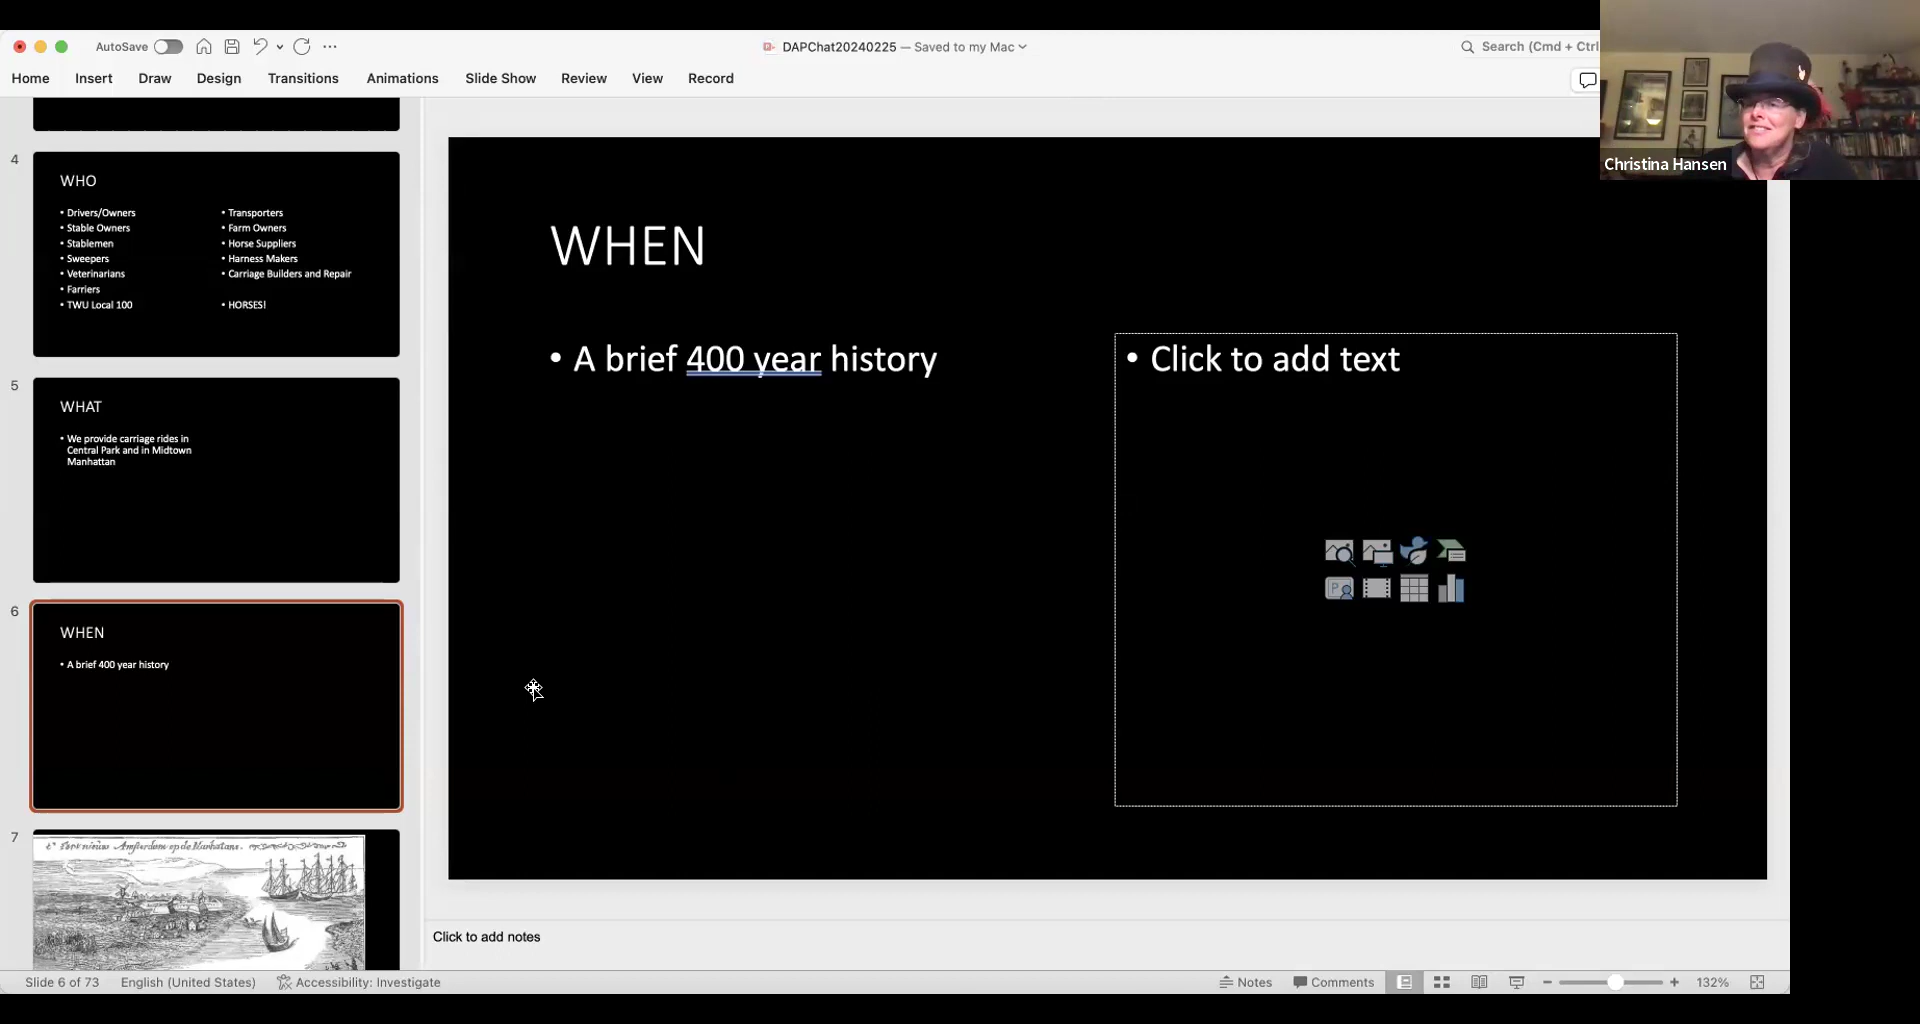 AutoSave
DAPChat20240225 — Saved to my Mac
Search (Cmd + Ctrl
Home Insert Draw Design Transitions Animations Slide Show Review View Record
Christina Hansen
4
WHO
• Drivers/Owners
• Stable Owners
• Stablemen
• Sweepers
• Veterinarians
• Farriers
• TWU Local 100
• Transporters
• Farm Owners
• Horse Suppliers
• Harness Makers
• Carriage Builders and Repair
• HORSES!
5
WHAT
• We provide carriage rides in
Central Park and in Midtown
Manhattan
6
WHEN
• A brief 400 year history
7
WHEN
• A brief 400 year history
• Click to add text
Click to add notes
Slide 6 of 73 English (United States) Accessibility: Investigate Notes Comments 132%